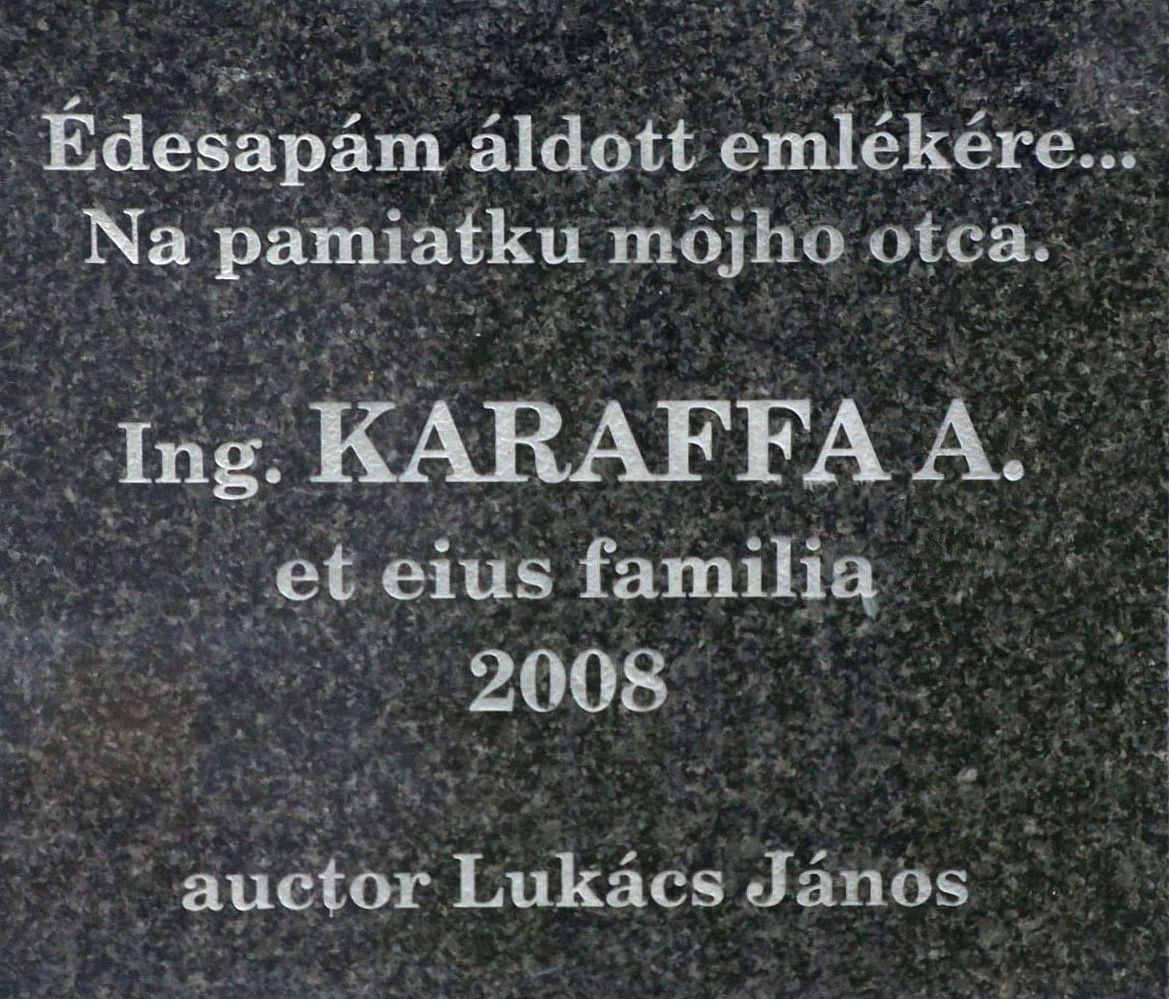 Édesapám áldott emlékére...
Na pamiatku môjho otca.
Ing. KARAFFA A.
et eius familia
2008
auctor Lukács János